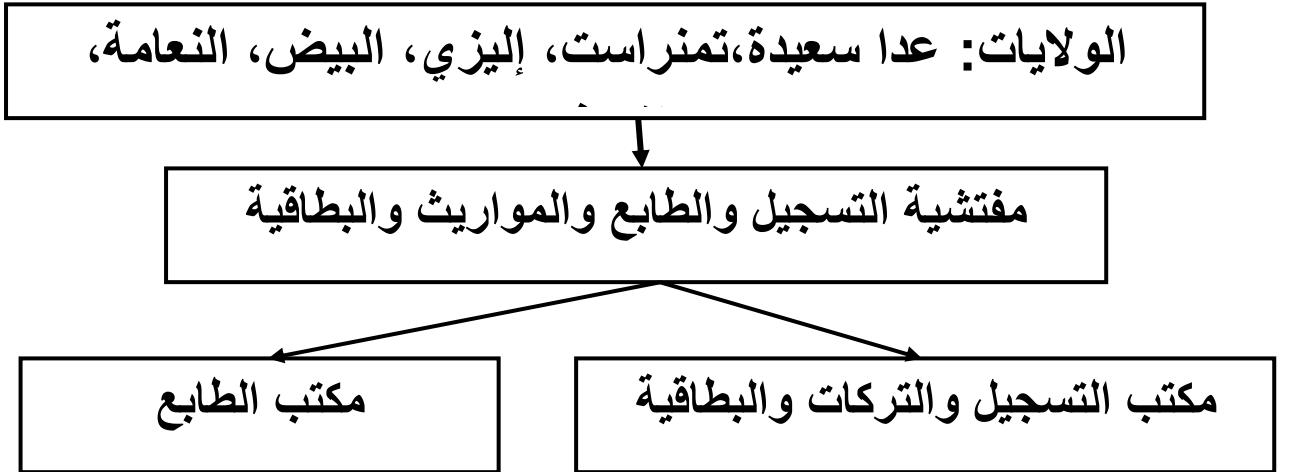 الولايات: عدا سعيدة،تمنراست، إليزي، البيض، النعامة،
مفتشية التسجيل والطابع والمواريث والبطاقية
مكتب التسجيل والتركات والبطاقية
مكتب الطابع